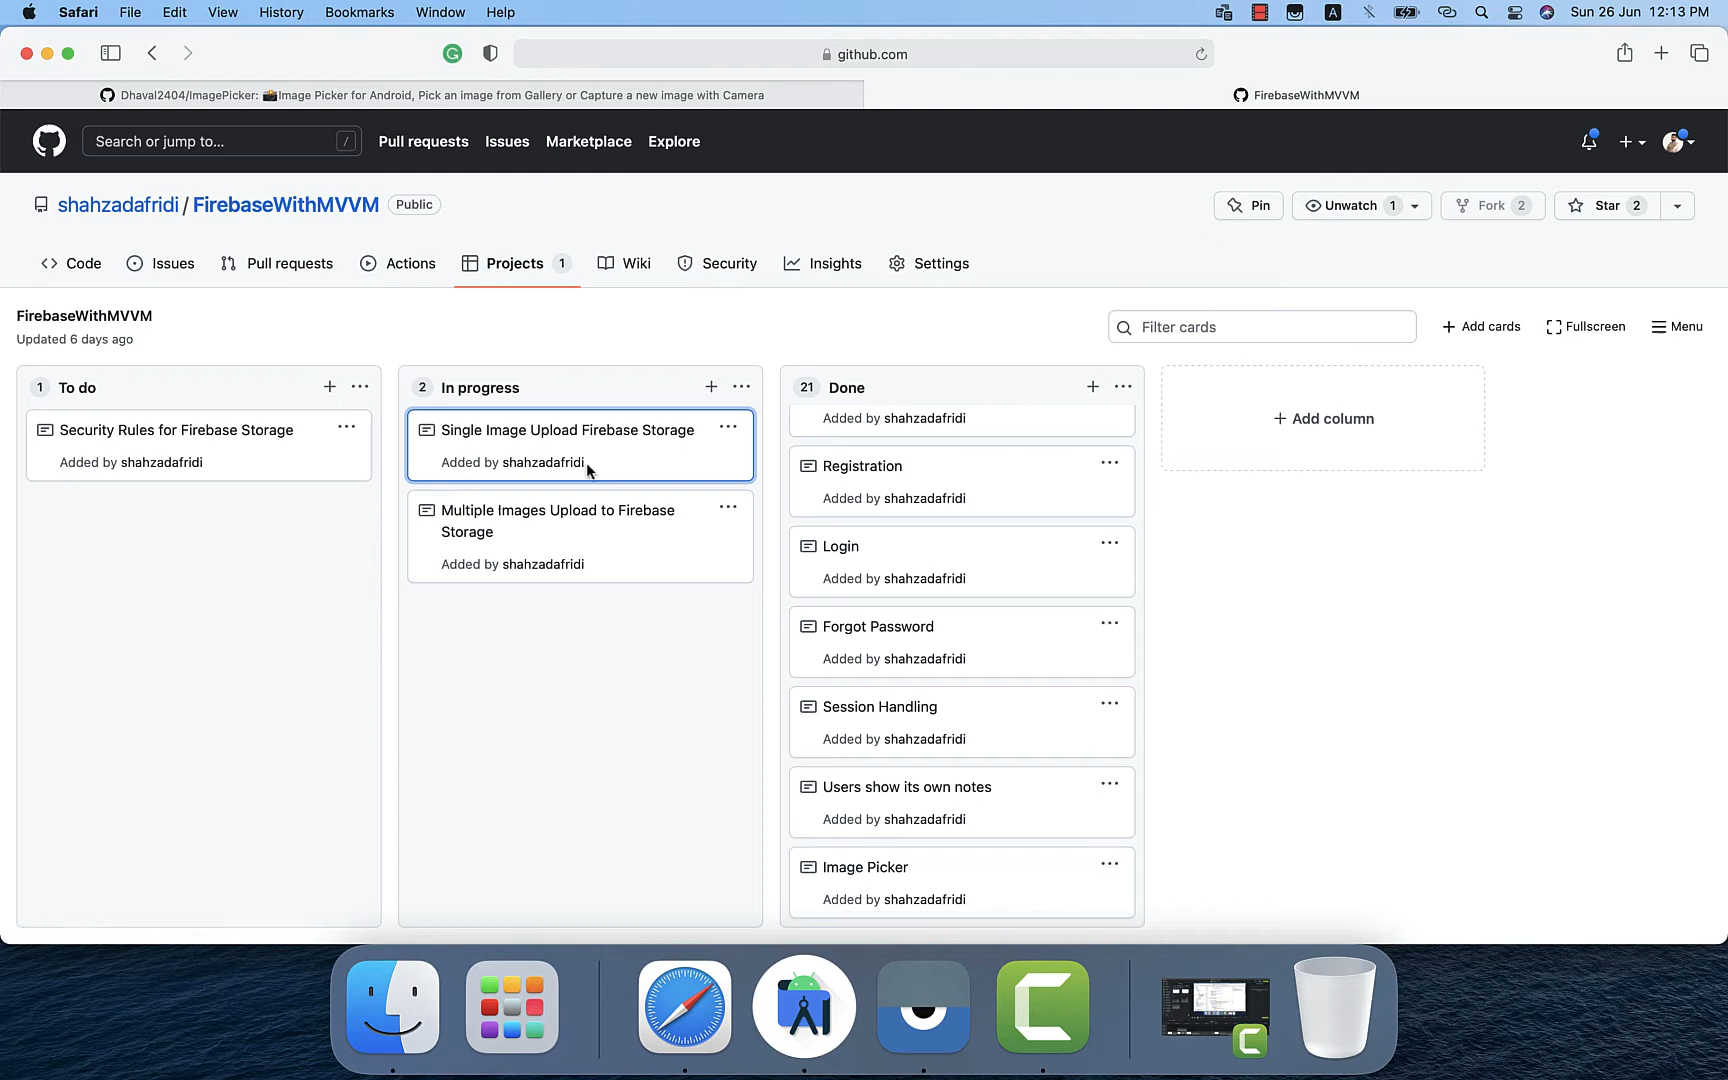 Safari File Edit View History Bookmarks Window Help
A
Sun 26 Jun 12:13 PM
G
github.com
Dhaval2404/ImagePicker: 📸Image Picker for Android, Pick an image from Gallery or Capture a new image with Camera
FirebaseWithMVVM
Search or jump to... /
Pull requests Issues Marketplace Explore
shahzadafridi / FirebaseWithMVVM Public
Pin
Unwatch 1
Fork 2
Star 2
Code Issues Pull requests Actions Projects 1 Wiki Security Insights Settings
FirebaseWithMVVM
Updated 6 days ago
Filter cards
+ Add cards
Fullscreen
Menu
1 To do
Security Rules for Firebase Storage
Added by shahzadafridi
2 In progress
Single Image Upload Firebase Storage
Added by shahzadafridi
Multiple Images Upload to Firebase
Storage
Added by shahzadafridi
21 Done
Added by shahzadafridi
Registration
Added by shahzadafridi
Login
Added by shahzadafridi
Forgot Password
Added by shahzadafridi
Session Handling
Added by shahzadafridi
Users show its own notes
Added by shahzadafridi
Image Picker
Added by shahzadafridi
+ Add column